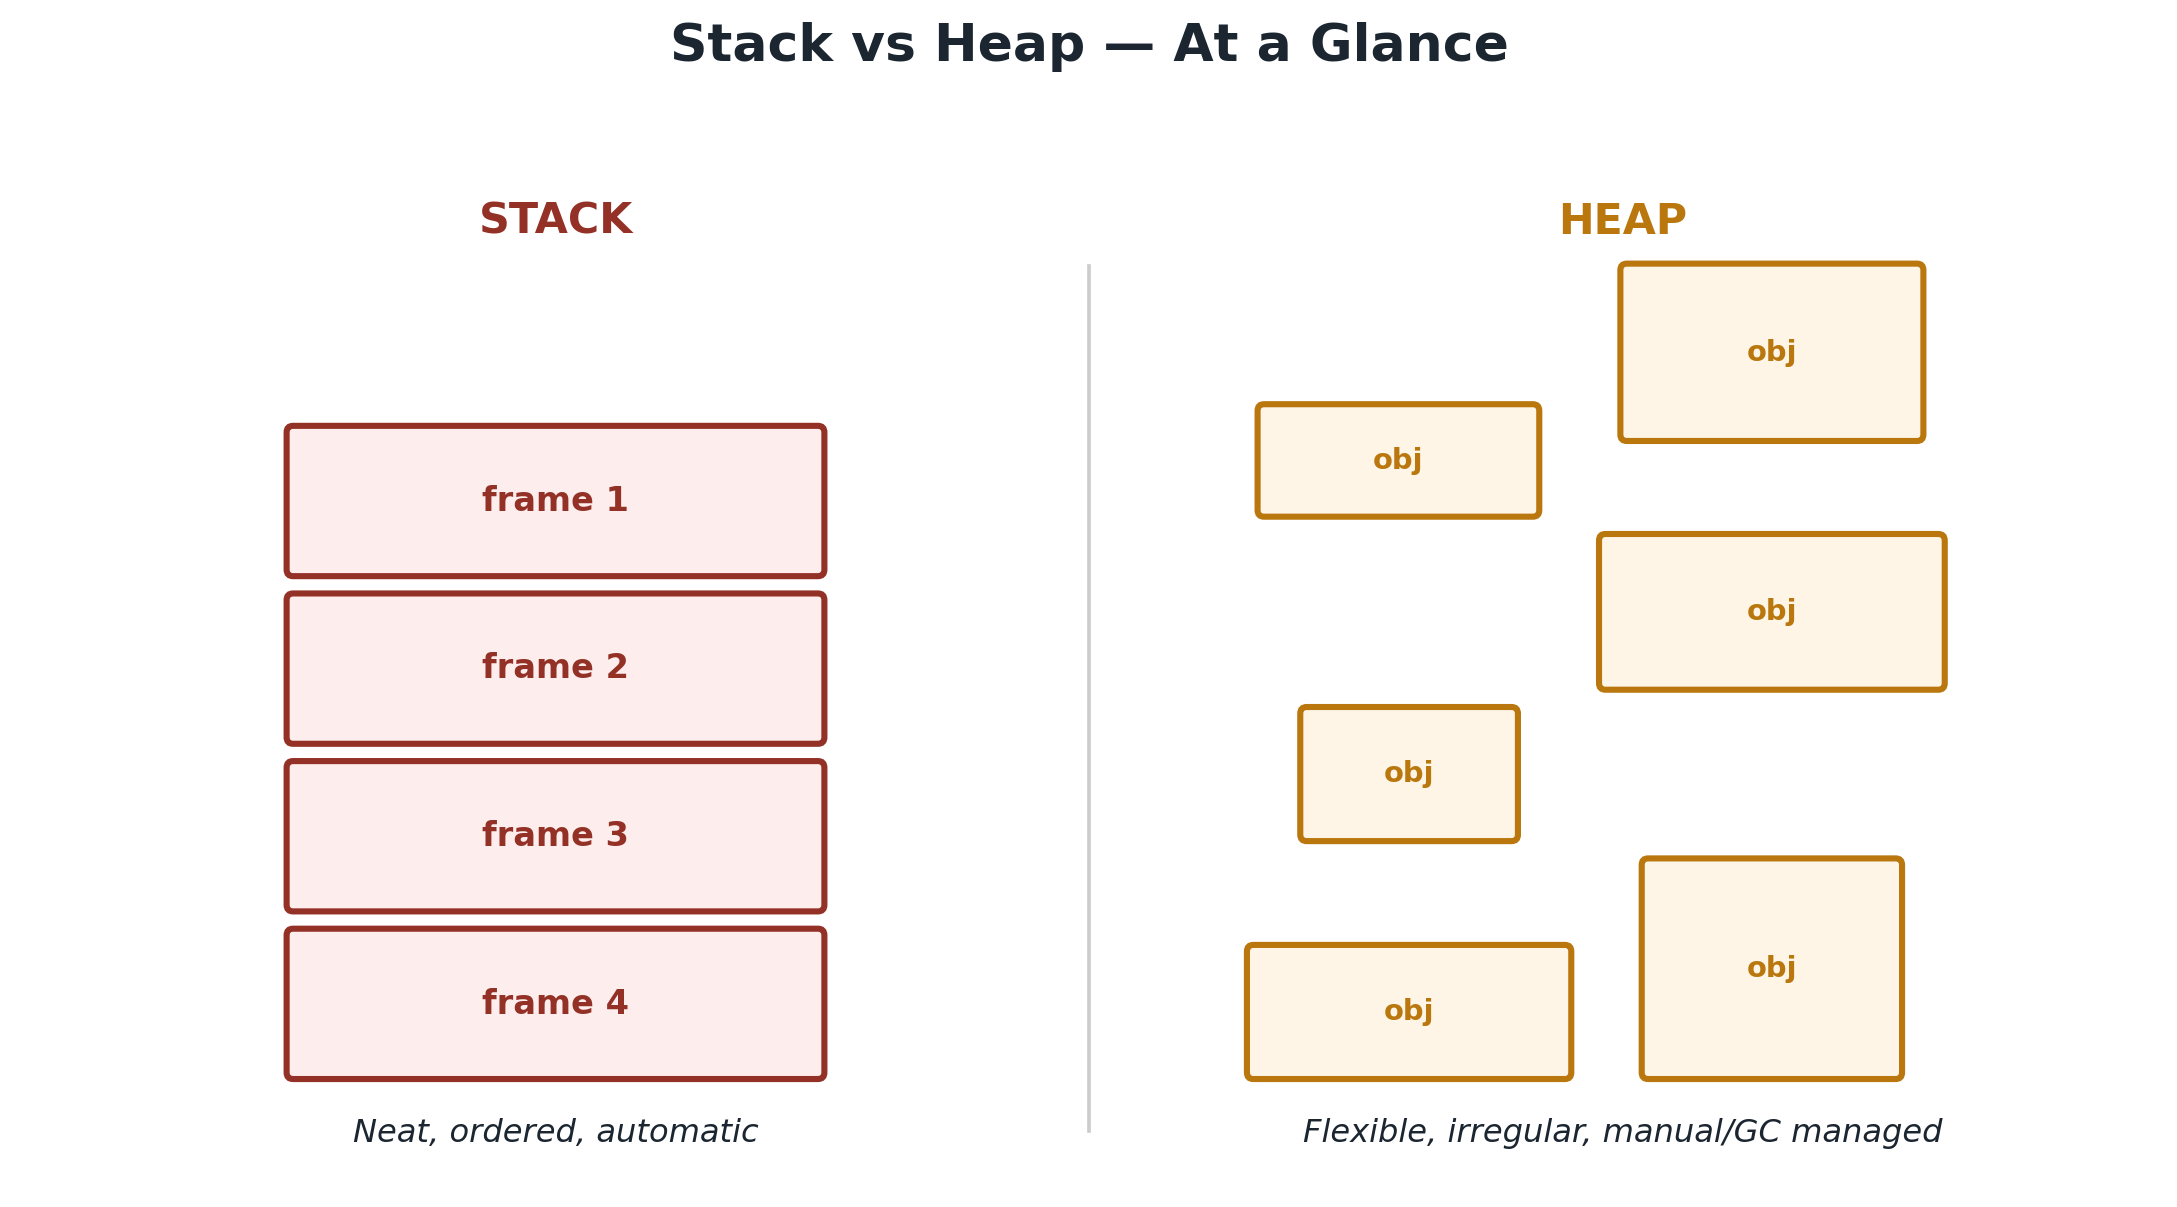 Stack vs Heap — At a Glance
STACK
frame 1
frame 2
frame 3
frame 4
Neat, ordered, automatic
HEAP
obj
obj
obj
obj
obj
obj
Flexible, irregular, manual/GC managed